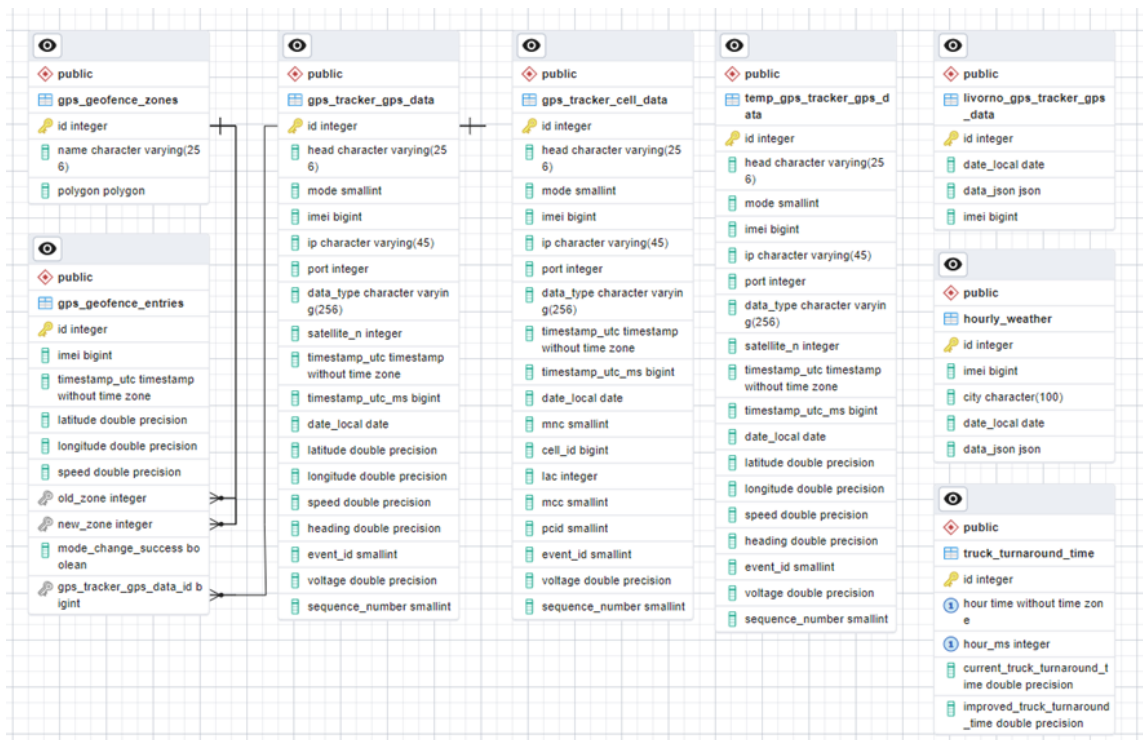 public
gps_geofence_zones
id integer
name character varying(25
6)
polygon polygon
public
gps_geofence_entries
id integer
imei bigint
timestamp_utc timestamp
without time zone
latitude double precision
longitude double precision
speed double precision
old_zone integer
new_zone integer
mode_change_success bo
olean
gps_tracker_gps_data_id b
igint
public
gps_tracker_gps_data
id integer
head character varying(25
6)
mode smallint
imei bigint
ip character varying(45)
port integer
data_type character varyin
g(256)
satellite_n integer
timestamp_utc timestamp
without time zone
timestamp_utc_ms bigint
date_local date
latitude double precision
longitude double precision
speed double precision
heading double precision
event_id smallint
voltage double precision
sequence_number smallint
public
gps_tracker_cell_data
id integer
head character varying(25
6)
mode smallint
imei bigint
ip character varying(45)
port integer
data_type character varyin
g(256)
timestamp_utc timestamp
without time zone
timestamp_utc_ms bigint
date_local date
mnc smallint
cell_id bigint
lac integer
mcc smallint
pcid smallint
event_id smallint
voltage double precision
sequence_number smallint
public
temp_gps_tracker_gps_d
ata
id integer
head character varying(25
6)
mode smallint
imei bigint
ip character varying(45)
port integer
data_type character varyin
g(256)
satellite_n integer
timestamp_utc timestamp
without time zone
timestamp_utc_ms bigint
date_local date
latitude double precision
longitude double precision
speed double precision
heading double precision
event_id smallint
voltage double precision
sequence_number smallint
public
livorno_gps_tracker_gps
_data
id integer
date_local date
data_json json
imei bigint
public
hourly_weather
id integer
imei bigint
city character(100)
date_local date
data_json json
public
truck_turnaround_time
id integer
1 hour time without time zon
e
1 hour_ms integer
current_truck_turnaround_t
ime double precision
improved_truck_turnaround
_time double precision